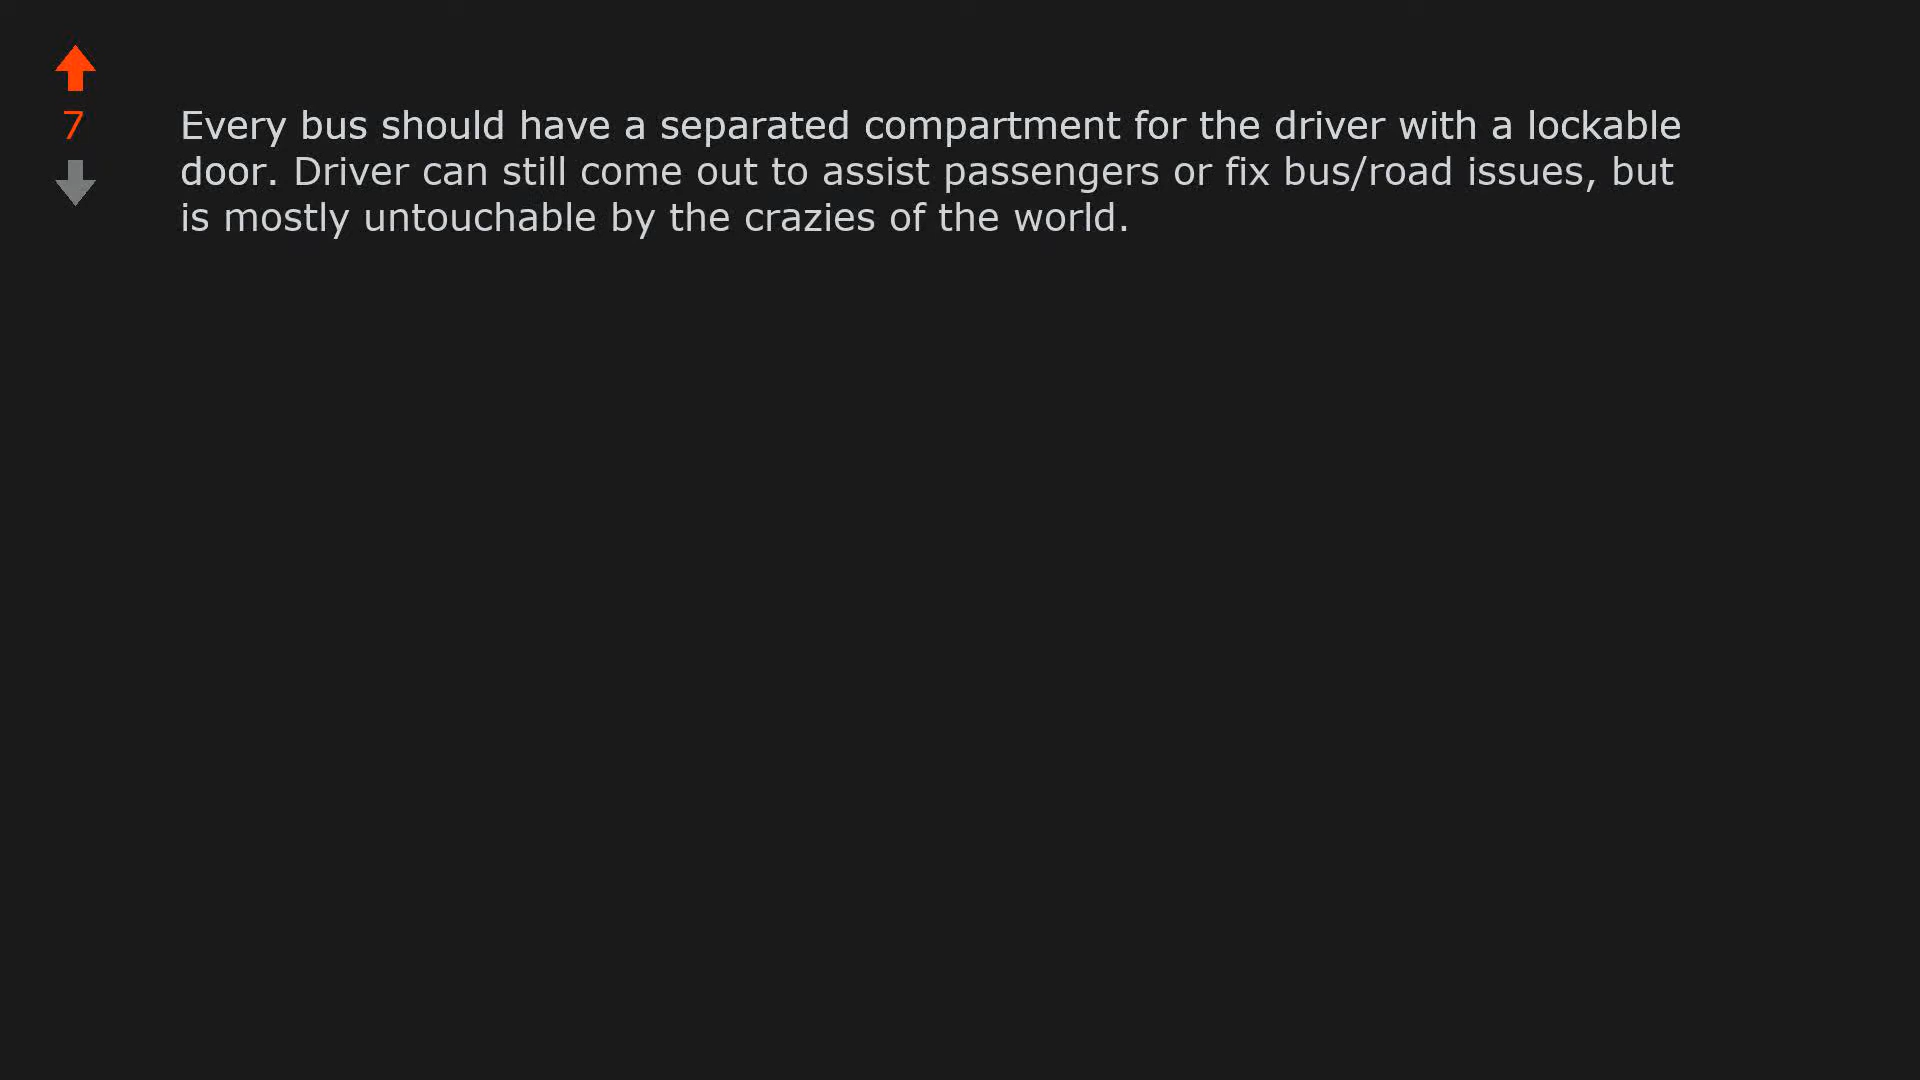 7
Every bus should have a separated compartment for the driver with a lockable
door. Driver can still come out to assist passengers or fix bus/road issues, but
is mostly untouchable by the crazies of the world.